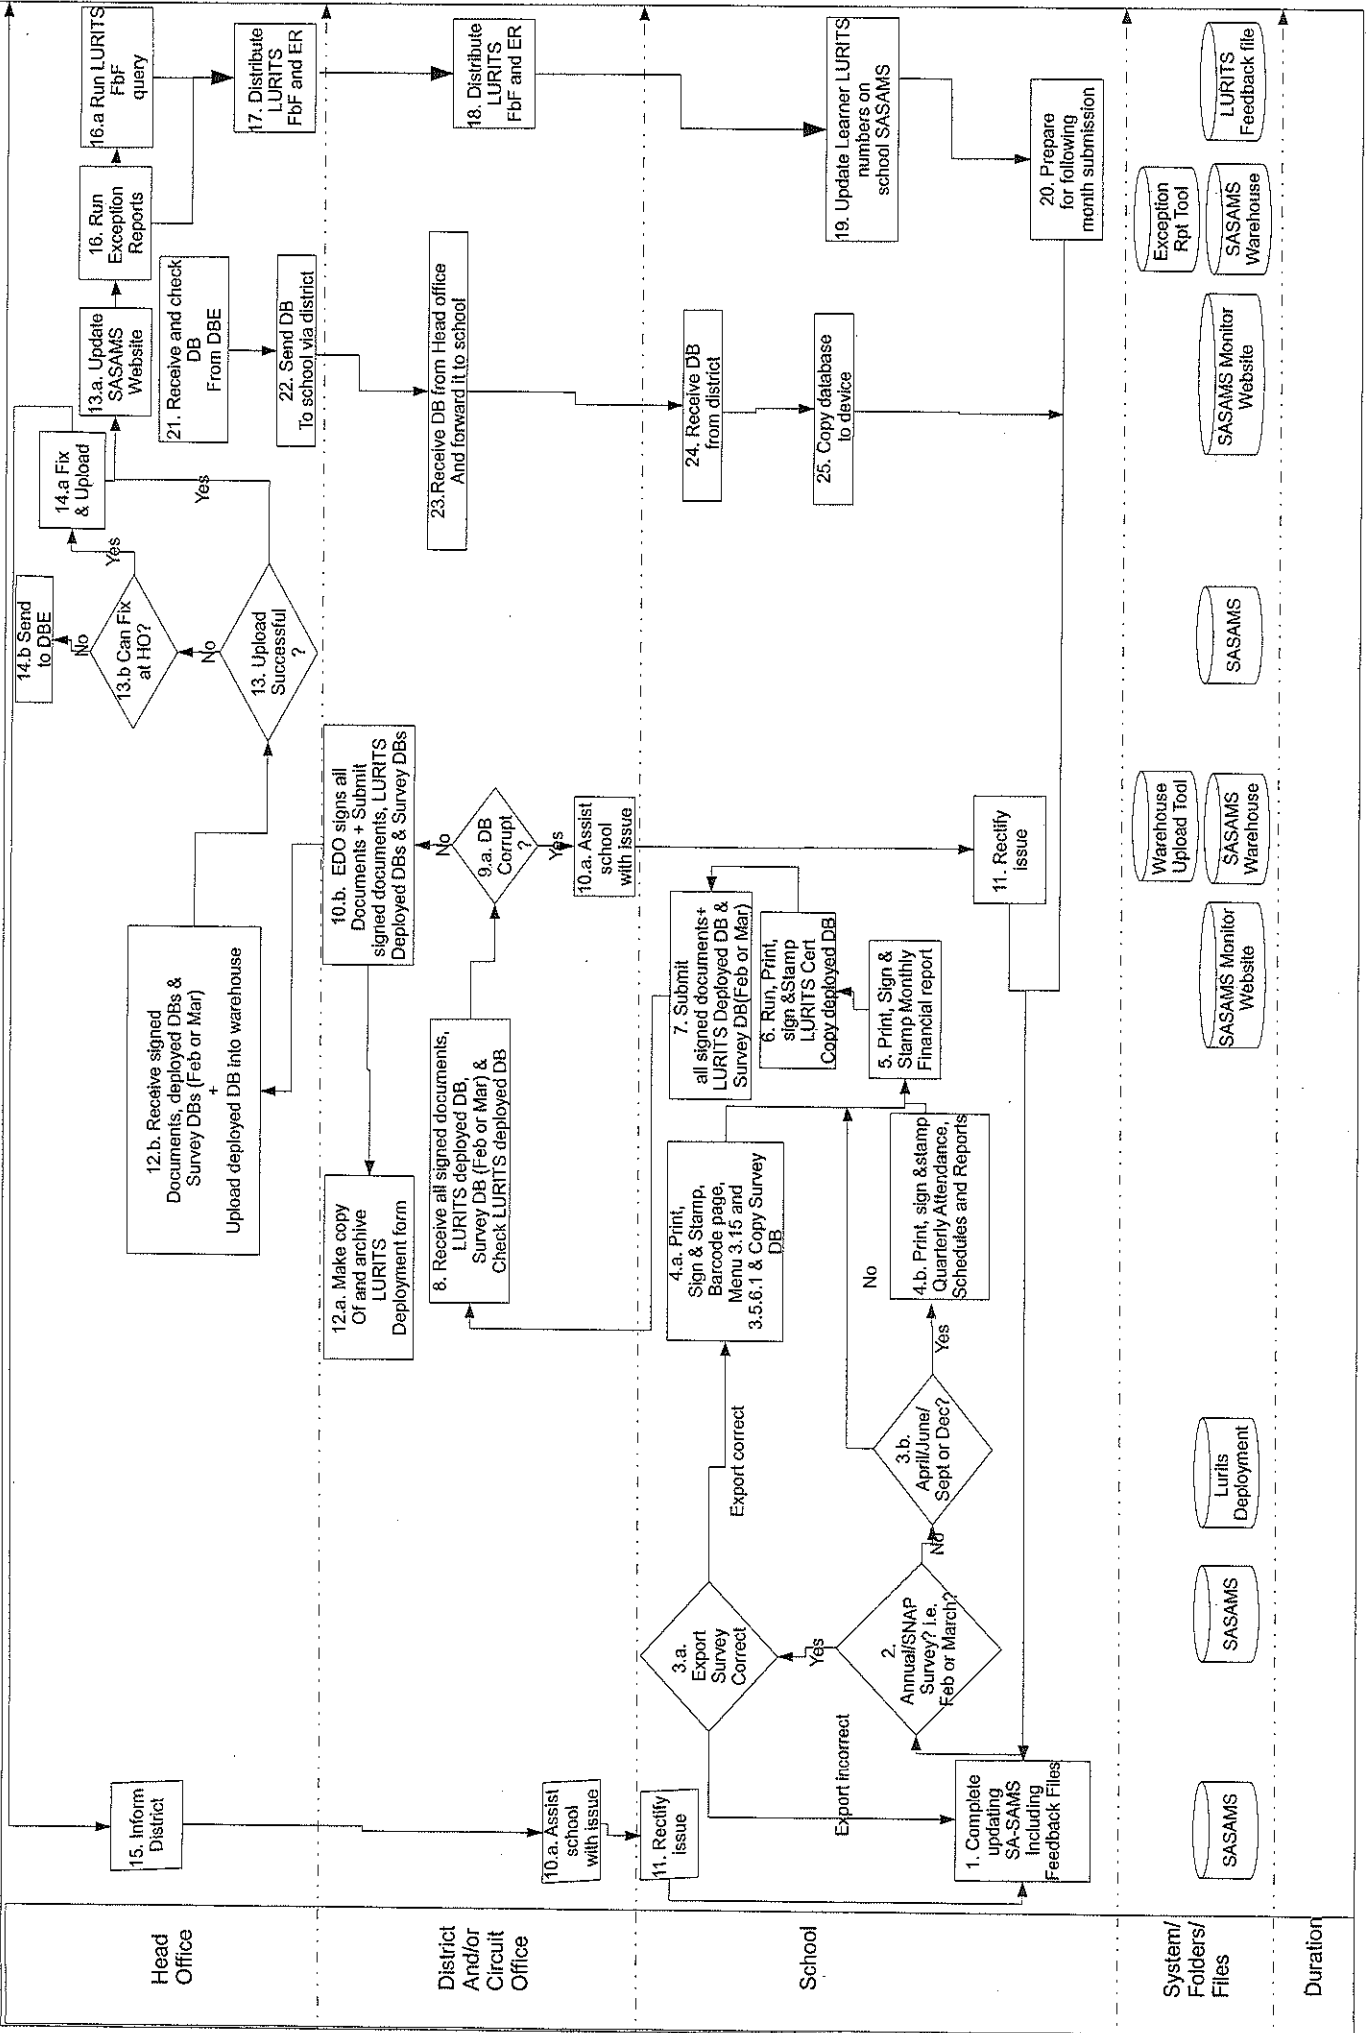 Head
Office
15. Inform
District
12.b. Receive signed
Documents, deployed DBs &
Survey DBs (Feb or Mar)
+
Upload deployed DB into warehouse
13. Upload
Successful
?
No
Yes
13.b Can Fix
at HO?
No
Yes
14.b Send
to DBE
14.a Fix
& Upload
13.a. Update
SASAMS
Website
16. Run
Exception
Reports
16.a Run LURITS
FbF
query
17. Distribute
LURITS
FbF and ER
21. Receive and check
DB
From DBE
22. Send DB
To school via district
District
And/or
Circuit
Office
10.a. Assist
school
with issue
12.a. Make copy
Of and archive
LURITS
Deployment form
8. Receive all signed documents,
LURITS deployed DB,
Survey DB (Feb or Mar) &
Check LURITS deployed DB
10.b. EDO signs all
Documents + Submit
signed documents, LURITS
Deployed DBs & Survey DBs
No
9.a. DB
Corrupt
?
Yes
10.a. Assist
school
with issue
23.Receive DB from Head office
And forward it to school
18. Distribute
LURITS
FbF and ER
School
11. Rectify
issue
1. Complete
updating
SA-SAMS
Including
Feedback Files
Export incorrect
3.a
Export
Survey
Correct
Yes
2.
Annual/SNAP
Survey? i.e.
Feb or March?
No
Export correct
3.b.
April/June/
Sept or Dec?
Yes
No
4.a. Print,
Sign & Stamp,
Barcode page,
Menu 3.15 and
3.5.6.1 & Copy Survey
DB
4.b. Print, sign &stamp
Quarterly Attendance,
Schedules and Reports
5. Print, Sign &
Stamp Monthly
Financial report
6. Run, Print,
sign &Stamp
LURITS Cert
Copy deployed DB
7. Submit
all signed documents+
LURITS Deployed DB &
Survey DB(Feb or Mar)
11. Rectify
issue
24. Receive DB
from district
25. Copy database
to device
19. Update Learner LURITS
numbers on
school SASAMS
20. Prepare
for following
month submission
System/
Folders/
Files
SASAMS
SASAMS
Lurits
Deployment
SASAMS Monitor
Website
Warehouse
Upload Tool
SASAMS
Warehouse
SASAMS
SASAMS Monitor
Website
Exception
Rpt Tool
SASAMS
Warehouse
LURITS
Feedback file
Duration